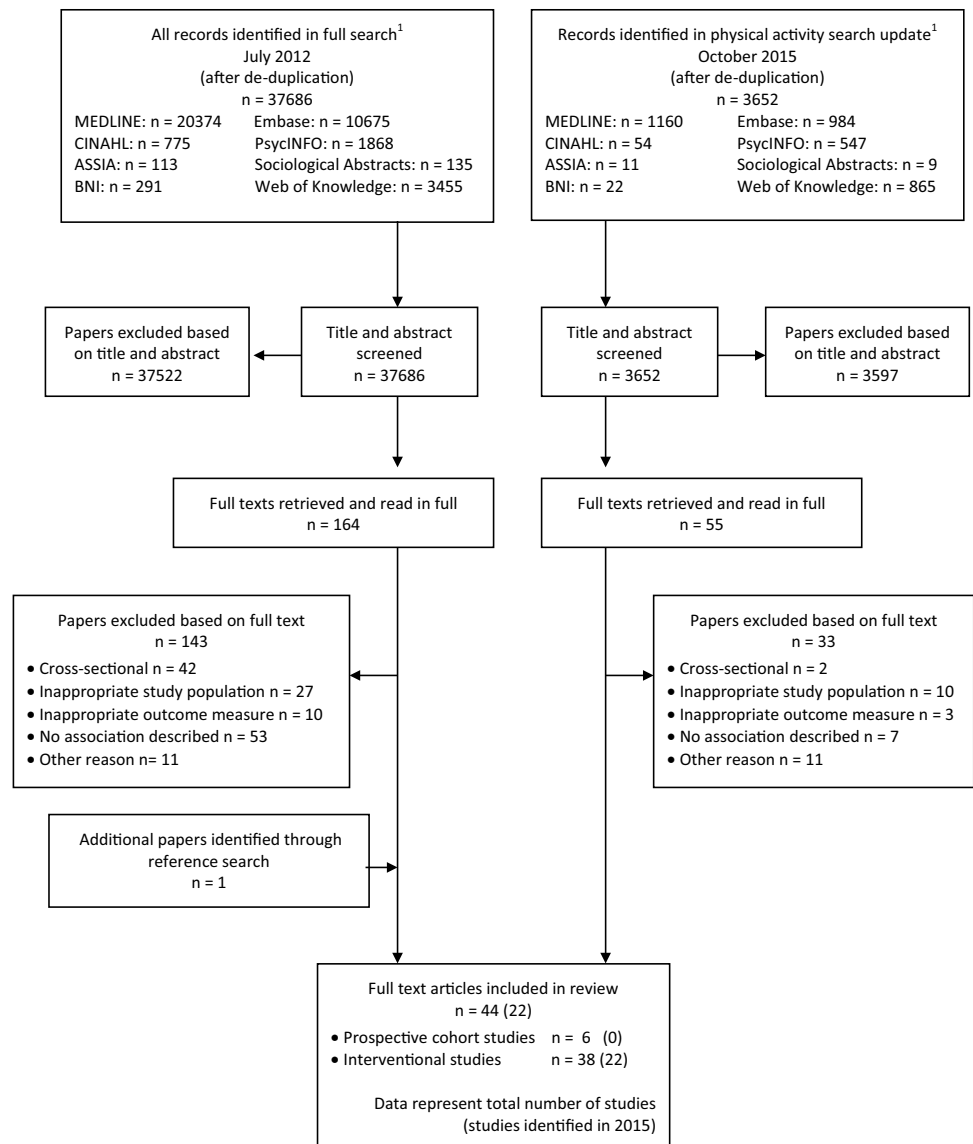 All records identified in full search¹
July 2012
(after de-duplication)
n = 37686
MEDLINE: n = 20374 Embase: n = 10675
CINAHL: n = 775 PsycINFO: n = 1868
ASSIA: n = 113 Sociological Abstracts: n = 135
BNI: n = 291 Web of Knowledge: n = 3455
Records identified in physical activity search update¹
October 2015
(after de-duplication)
n = 3652
MEDLINE: n = 1160 Embase: n = 984
CINAHL: n = 54 PsycINFO: n = 547
ASSIA: n = 11 Sociological Abstracts: n = 9
BNI: n = 22 Web of Knowledge: n = 865
Papers excluded based
on title and abstract
n = 37522
Title and abstract
screened
n = 37686
Title and abstract
screened
n = 3652
Papers excluded based
on title and abstract
n = 3597
Full texts retrieved and read in full
n = 164
Full texts retrieved and read in full
n = 55
Papers excluded based on full text
n = 143
• Cross-sectional n = 42
• Inappropriate study population n = 27
• Inappropriate outcome measure n = 10
• No association described n = 53
• Other reason n= 11
Papers excluded based on full text
n = 33
• Cross-sectional n = 2
• Inappropriate study population n = 10
• Inappropriate outcome measure n = 3
• No association described n = 7
• Other reason n = 11
Additional papers identified through
reference search
n = 1
Full text articles included in review
n = 44 (22)
• Prospective cohort studies n = 6 (0)
• Interventional studies n = 38 (22)
Data represent total number of studies
(studies identified in 2015)